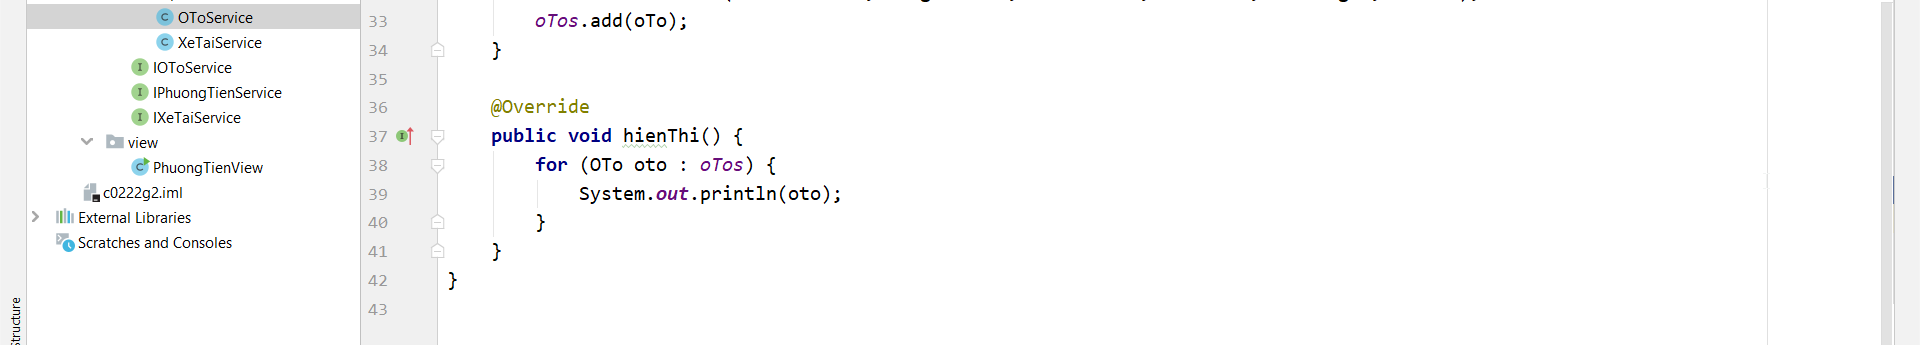 OToService
XeTaiService
IOToService
IPhuongTienService
IXeTaiService
view
PhuongTienView
c0222g2.iml
External Libraries
Scratches and Consoles
Structure
33 oTos.add(oTo);
34 }
35
36 @Override
37 public void hienThi() {
38 for (OTo oto : oTos) {
39 System.out.println(oto);
40 }
41 }
42 }
43